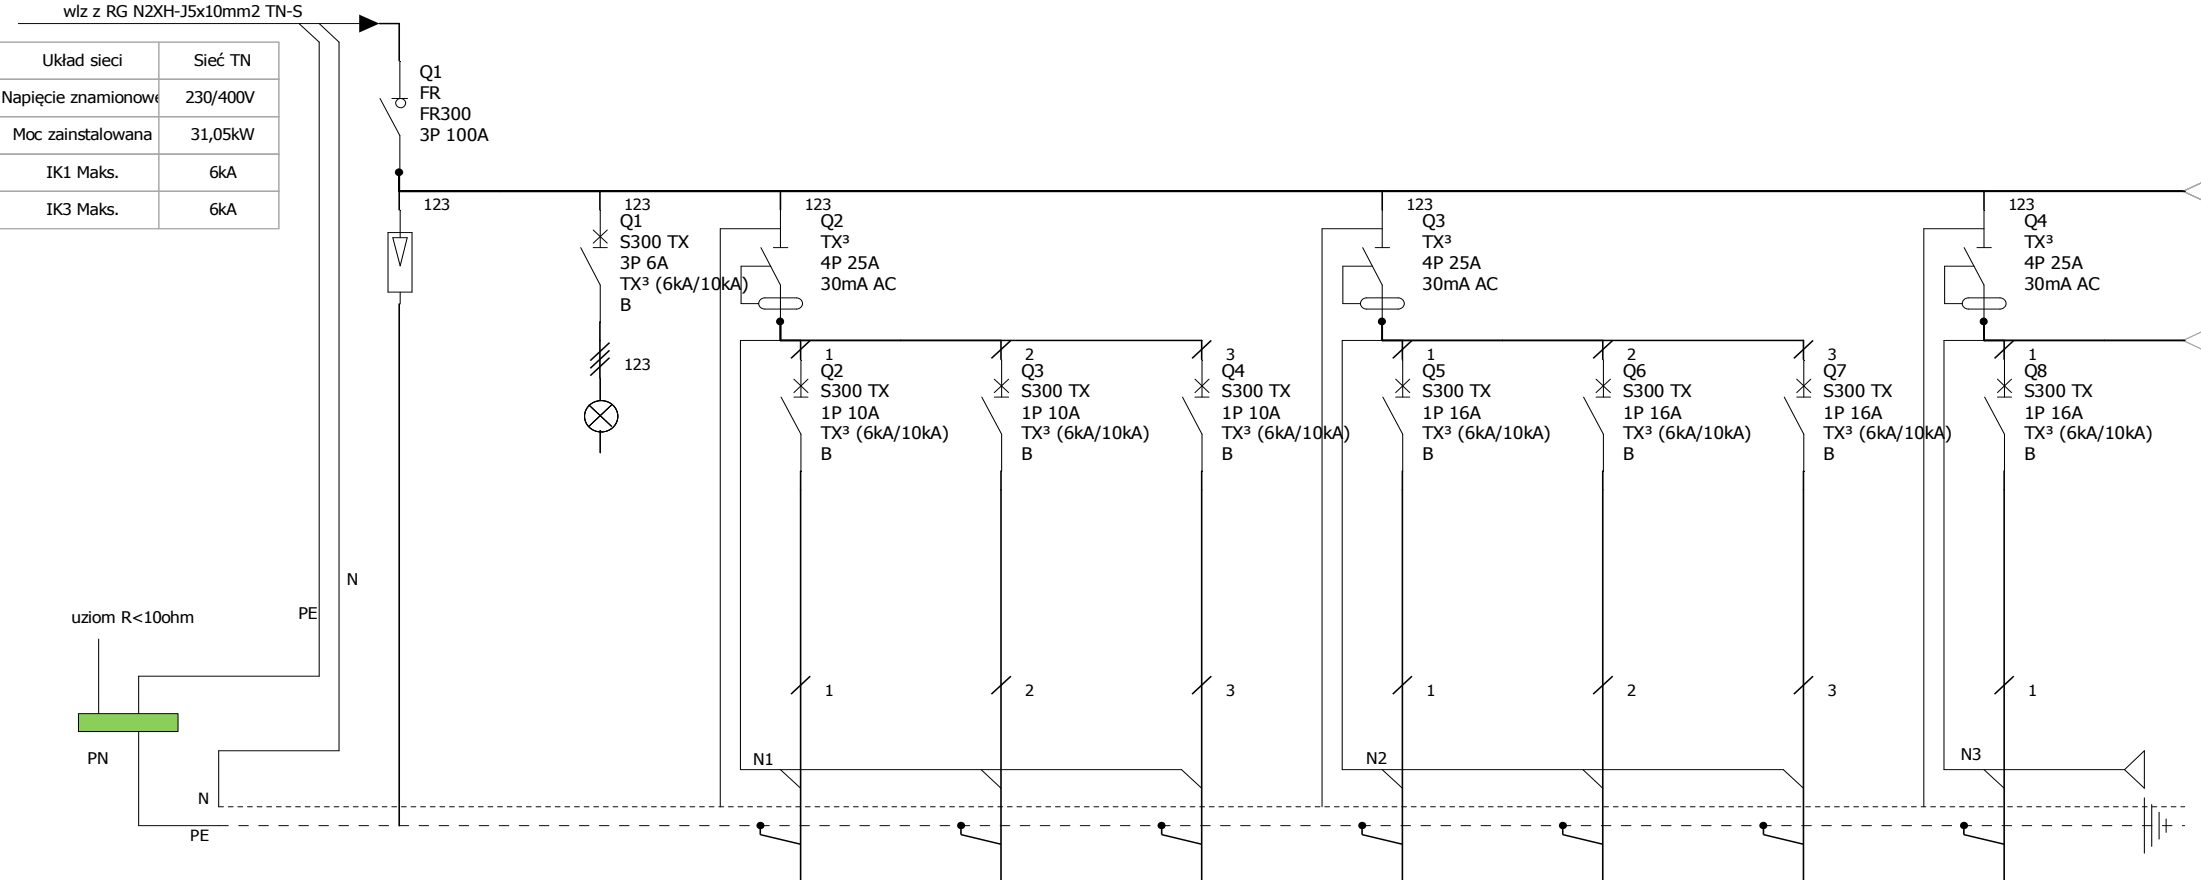 wlz z RG N2XH-J5x10mm2 TN-S
Układ sieci Sieć TN
Napięcie znamionowe 230/400V
Moc zainstalowana 31,05kW
IK1 Maks. 6kA
IK3 Maks. 6kA
Q1
FR
FR300
3P 100A
123
123
Q1
S300 TX
3P 6A
TX³ (6kA/10kA)
B
123
123
Q2
TX³
4P 25A
30mA AC
123
Q3
TX³
4P 25A
30mA AC
123
Q4
TX³
4P 25A
30mA AC
1
Q2
S300 TX
1P 10A
TX³ (6kA/10kA)
B
2
Q3
S300 TX
1P 10A
TX³ (6kA/10kA)
B
3
Q4
S300 TX
1P 10A
TX³ (6kA/10kA)
B
1
Q5
S300 TX
1P 16A
TX³ (6kA/10kA)
B
2
Q6
S300 TX
1P 16A
TX³ (6kA/10kA)
B
3
Q7
S300 TX
1P 16A
TX³ (6kA/10kA)
B
1
Q8
S300 TX
1P 16A
TX³ (6kA/10kA)
B
N
PE
uziom R<10ohm
1
2
3
1
2
3
1
PN
N1
N2
N3
N
PE